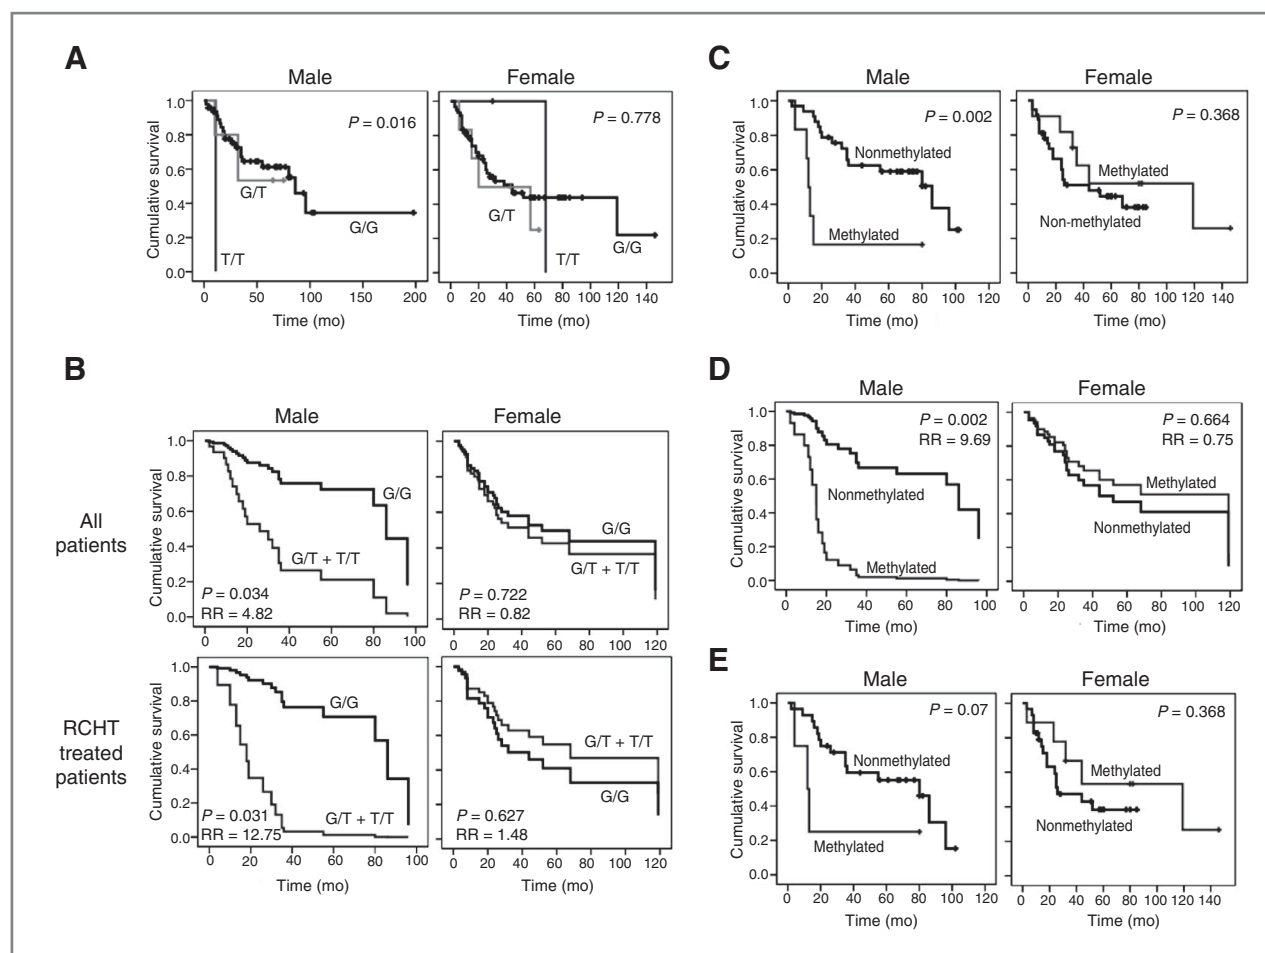 A
Male
Female
Cumulative survival
1.0
0.8
0.6
0.4
0.2
0.0
P = 0.016
G/T
G/G
T/T
0 50 100 150 200
Time (mo)
P = 0.778
G/T
G/G
T/T
0 20 40 60 80 100 120 140
Time (mo)
B
Male
Female
All
patients
Cumulative survival
1.0
0.8
0.6
0.4
0.2
0.0
G/G
G/T + T/T
P = 0.034
RR = 4.82
0 20 40 60 80 100
G/G
G/T + T/T
P = 0.722
RR = 0.82
0 20 40 60 80 100 120
RCHT
treated
patients
Cumulative survival
1.0
0.8
0.6
0.4
0.2
0.0
G/G
G/T + T/T
P = 0.031
RR = 12.75
0 20 40 60 80 100
Time (mo)
G/T + T/T
G/G
P = 0.627
RR = 1.48
0 20 40 60 80 100 120
Time (mo)
C
Male
Female
Cumulative survival
1.0
0.8
0.6
0.4
0.2
0.0
P = 0.002
Nonmethylated
Methylated
0 20 40 60 80 100 120
Time (mo)
P = 0.368
Methylated
Non-methylated
0 20 40 60 80 100 120 140
Time (mo)
D
Male
Female
Cumulative survival
1.0
0.8
0.6
0.4
0.2
0.0
P = 0.002
RR = 9.69
Nonmethylated
Methylated
0 20 40 60 80 100
Time (mo)
P = 0.664
RR = 0.75
Methylated
Nonmethylated
0 20 40 60 80 100 120
Time (mo)
E
Male
Female
Cumulative survival
1.0
0.8
0.6
0.4
0.2
0.0
P = 0.07
Nonmethylated
Methylated
0 20 40 60 80 100 120
Time (mo)
P = 0.368
Methylated
Nonmethylated
0 20 40 60 80 100 120 140
Time (mo)